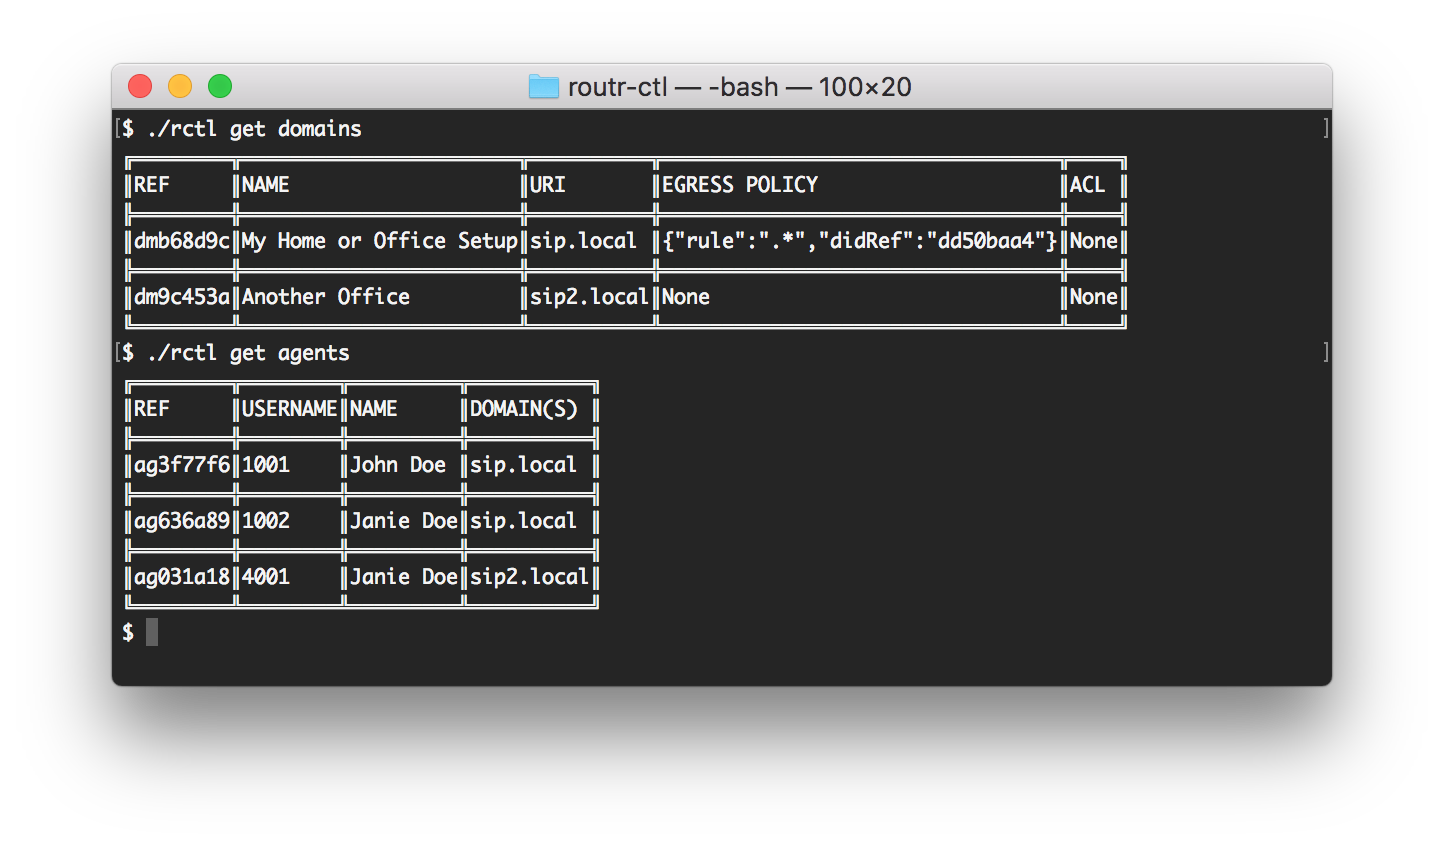 routr-ctl — -bash — 100×20
$ ./rctl get domains
REF NAME URI EGRESS POLICY ACL
dmb68d9c My Home or Office Setup sip.local {"rule":".*","didRef":"dd50baa4"} None
dm9c453a Another Office sip2.local None None
$ ./rctl get agents
REF USERNAME NAME DOMAIN(S)
ag3f77f6 1001 John Doe sip.local
ag636a89 1002 Janie Doe sip.local
ag031a18 4001 Janie Doe sip2.local
$